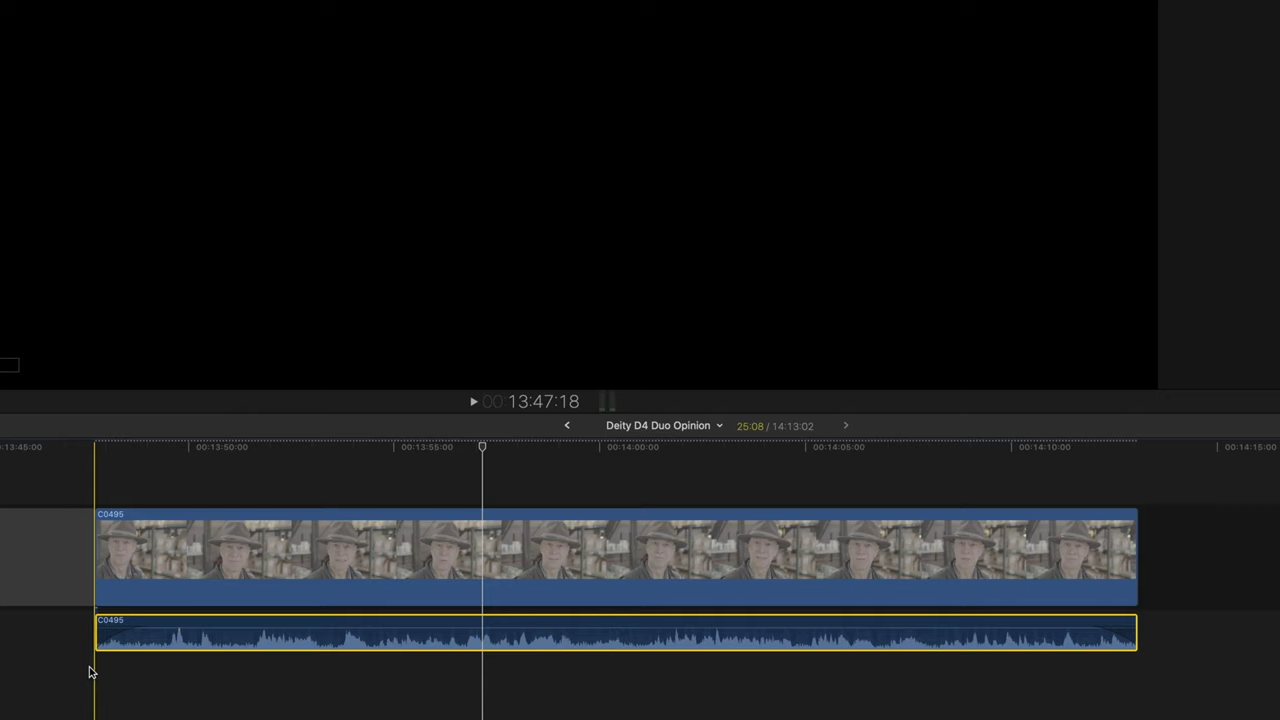 00:13:47:18
Deity D4 Duo Opinion
25:08 / 14:13:02
:13:45:00
00:13:50:00
00:13:55:00
00:14:00:00
00:14:05:00
00:14:10:00
00:14:15:00
C0495
C0495